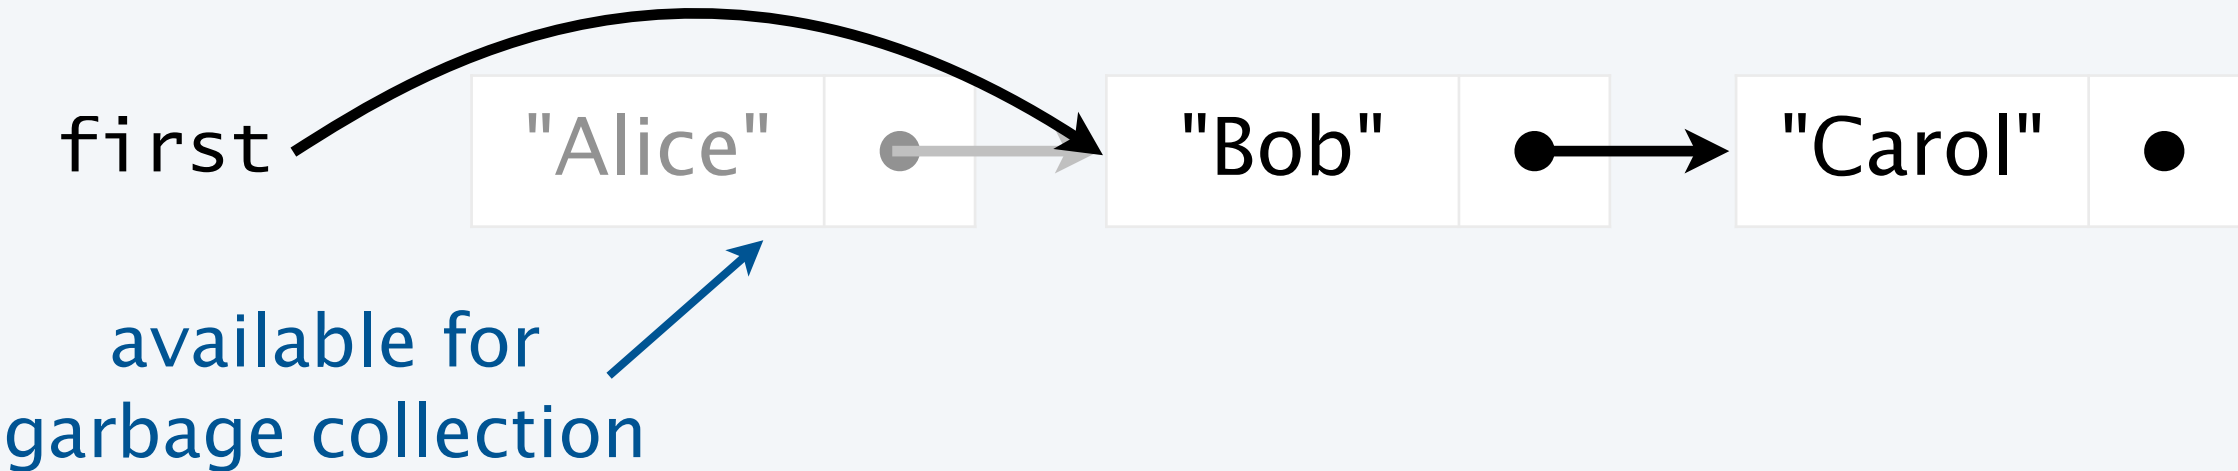 first "Alice" "Bob" "Carol"
available for
garbage collection